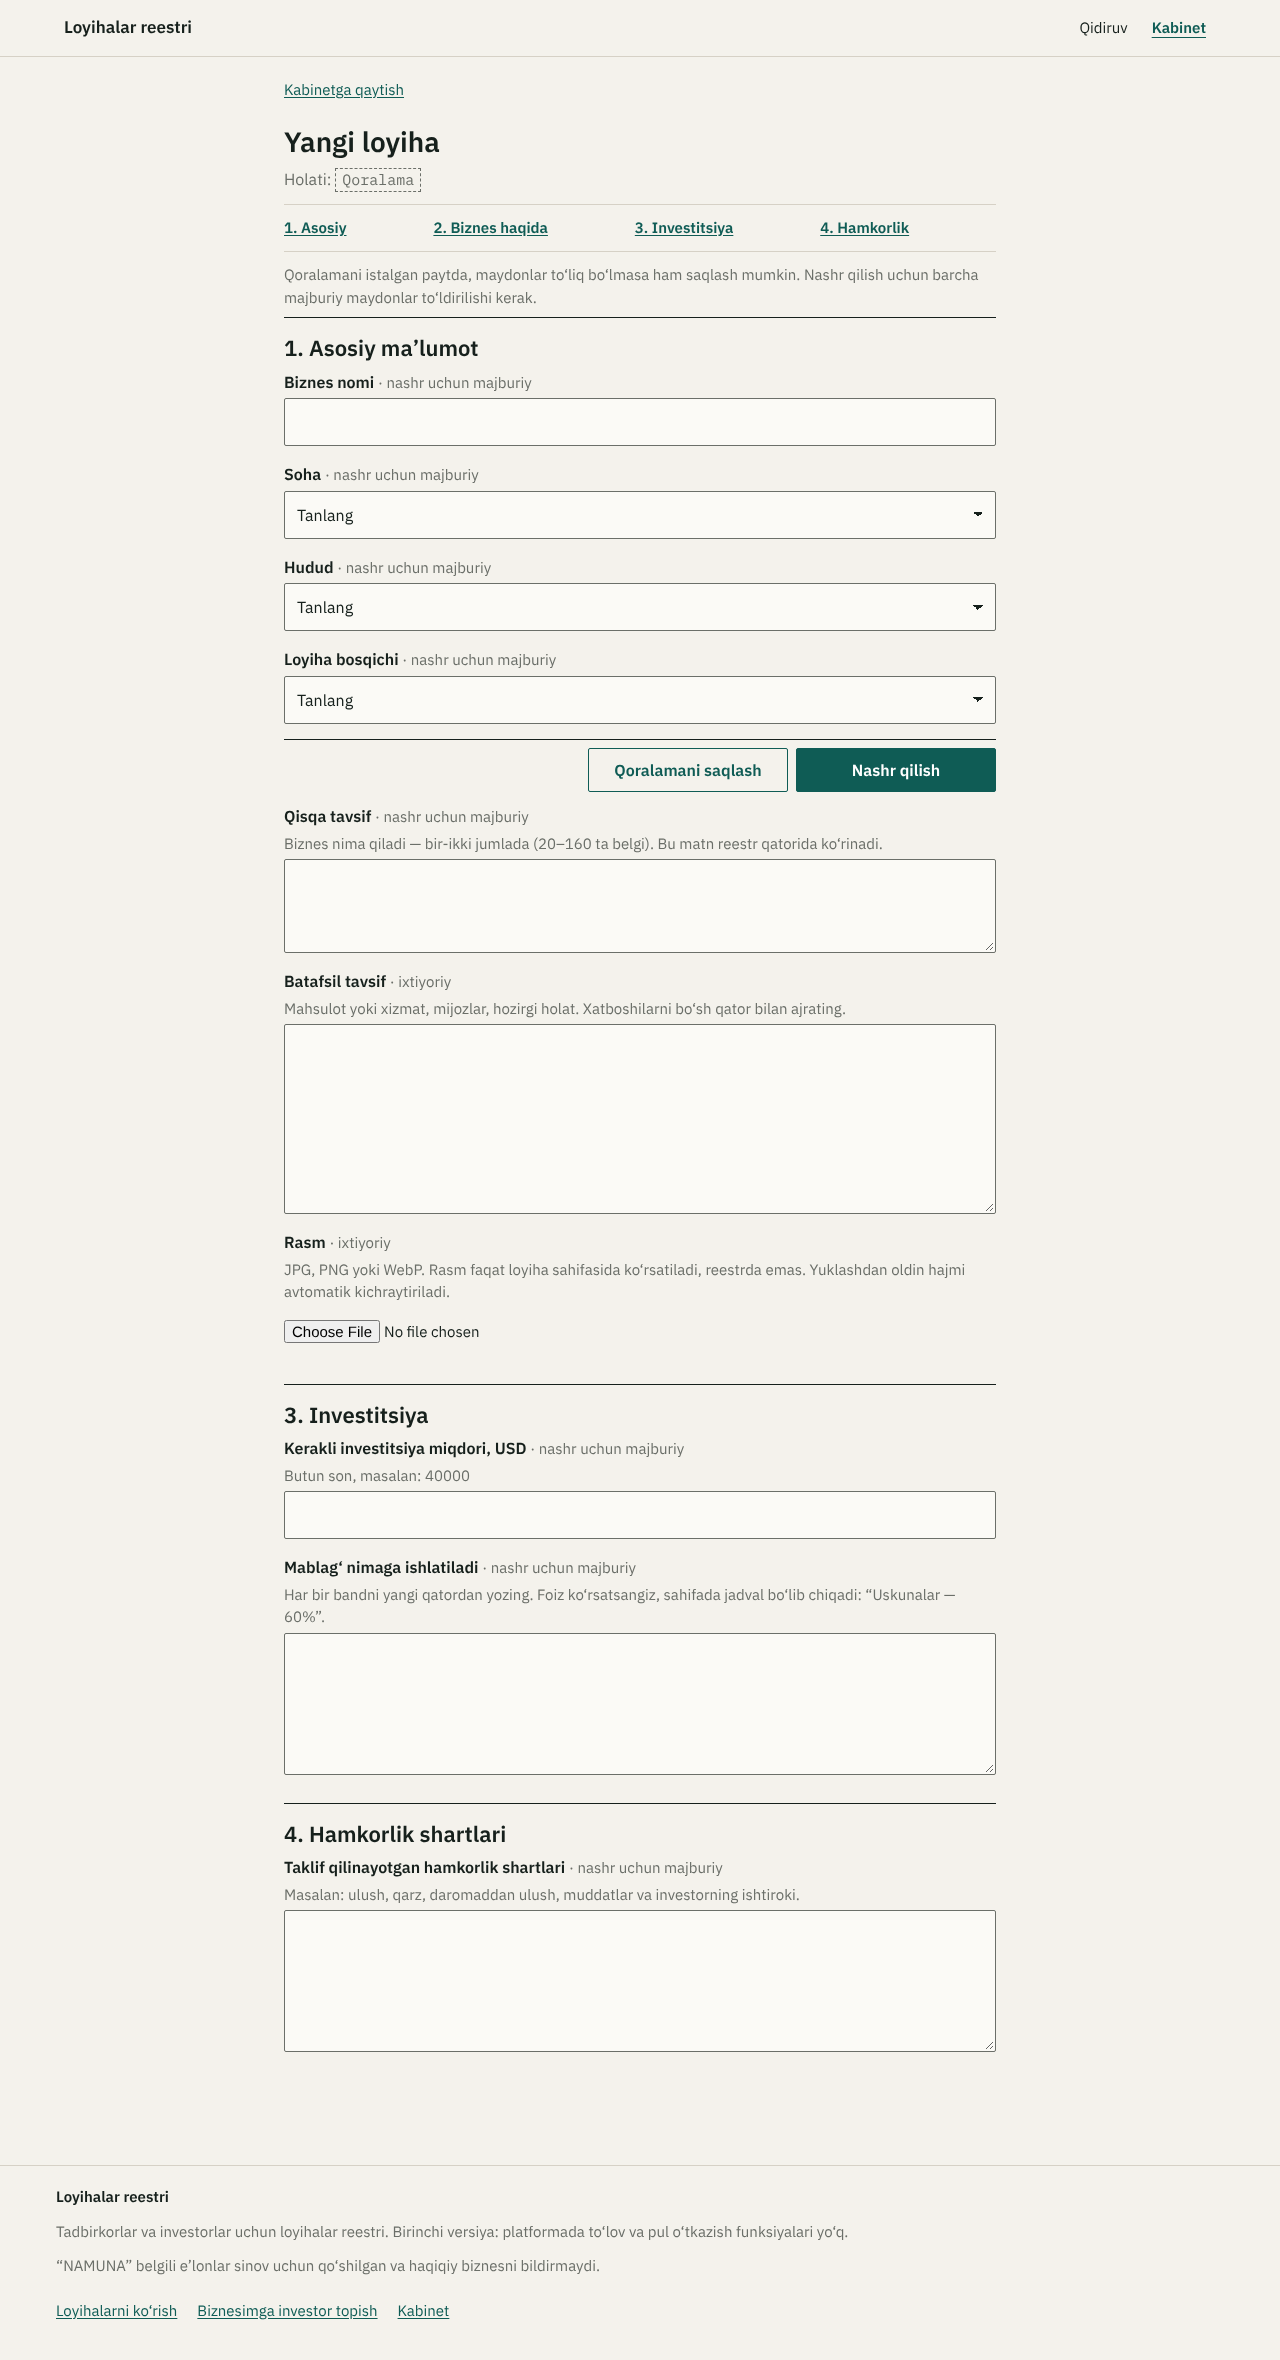 Loyihalar reestri
Qidiruv
Kabinet
Kabinetga qaytish
Yangi loyiha
Holati: Qoralama
1. Asosiy
2. Biznes haqida
3. Investitsiya
4. Hamkorlik
Qoralamani istalgan paytda, maydonlar to‘liq bo‘lmasa ham saqlash mumkin. Nashr qilish uchun barcha
majburiy maydonlar to‘ldirilishi kerak.
1. Asosiy ma’lumot
Biznes nomi · nashr uchun majburiy
Soha · nashr uchun majburiy
Tanlang
Hudud · nashr uchun majburiy
Tanlang
Loyiha bosqichi · nashr uchun majburiy
Tanlang
Qoralamani saqlash
Nashr qilish
Qisqa tavsif · nashr uchun majburiy
Biznes nima qiladi — bir-ikki jumlada (20–160 ta belgi). Bu matn reestr qatorida ko‘rinadi.
Batafsil tavsif · ixtiyoriy
Mahsulot yoki xizmat, mijozlar, hozirgi holat. Xatboshilarni bo‘sh qator bilan ajrating.
Rasm · ixtiyoriy
JPG, PNG yoki WebP. Rasm faqat loyiha sahifasida ko‘rsatiladi, reestrda emas. Yuklashdan oldin hajmi
avtomatik kichraytiriladi.
Choose File No file chosen
3. Investitsiya
Kerakli investitsiya miqdori, USD · nashr uchun majburiy
Butun son, masalan: 40000
Mablag‘ nimaga ishlatiladi · nashr uchun majburiy
Har bir bandni yangi qatordan yozing. Foiz ko‘rsatsangiz, sahifada jadval bo‘lib chiqadi: “Uskunalar —
60%”.
4. Hamkorlik shartlari
Taklif qilinayotgan hamkorlik shartlari · nashr uchun majburiy
Masalan: ulush, qarz, daromaddan ulush, muddatlar va investorning ishtiroki.
Loyihalar reestri
Tadbirkorlar va investorlar uchun loyihalar reestri. Birinchi versiya: platformada to‘lov va pul o‘tkazish funksiyalari yo‘q.
“NAMUNA” belgili e’lonlar sinov uchun qo‘shilgan va haqiqiy biznesni bildirmaydi.
Loyihalarni ko‘rish
Biznesimga investor topish
Kabinet